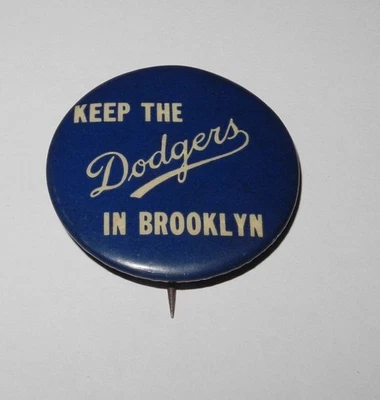 KEEP THE
Dodgers
IN BROOKLYN